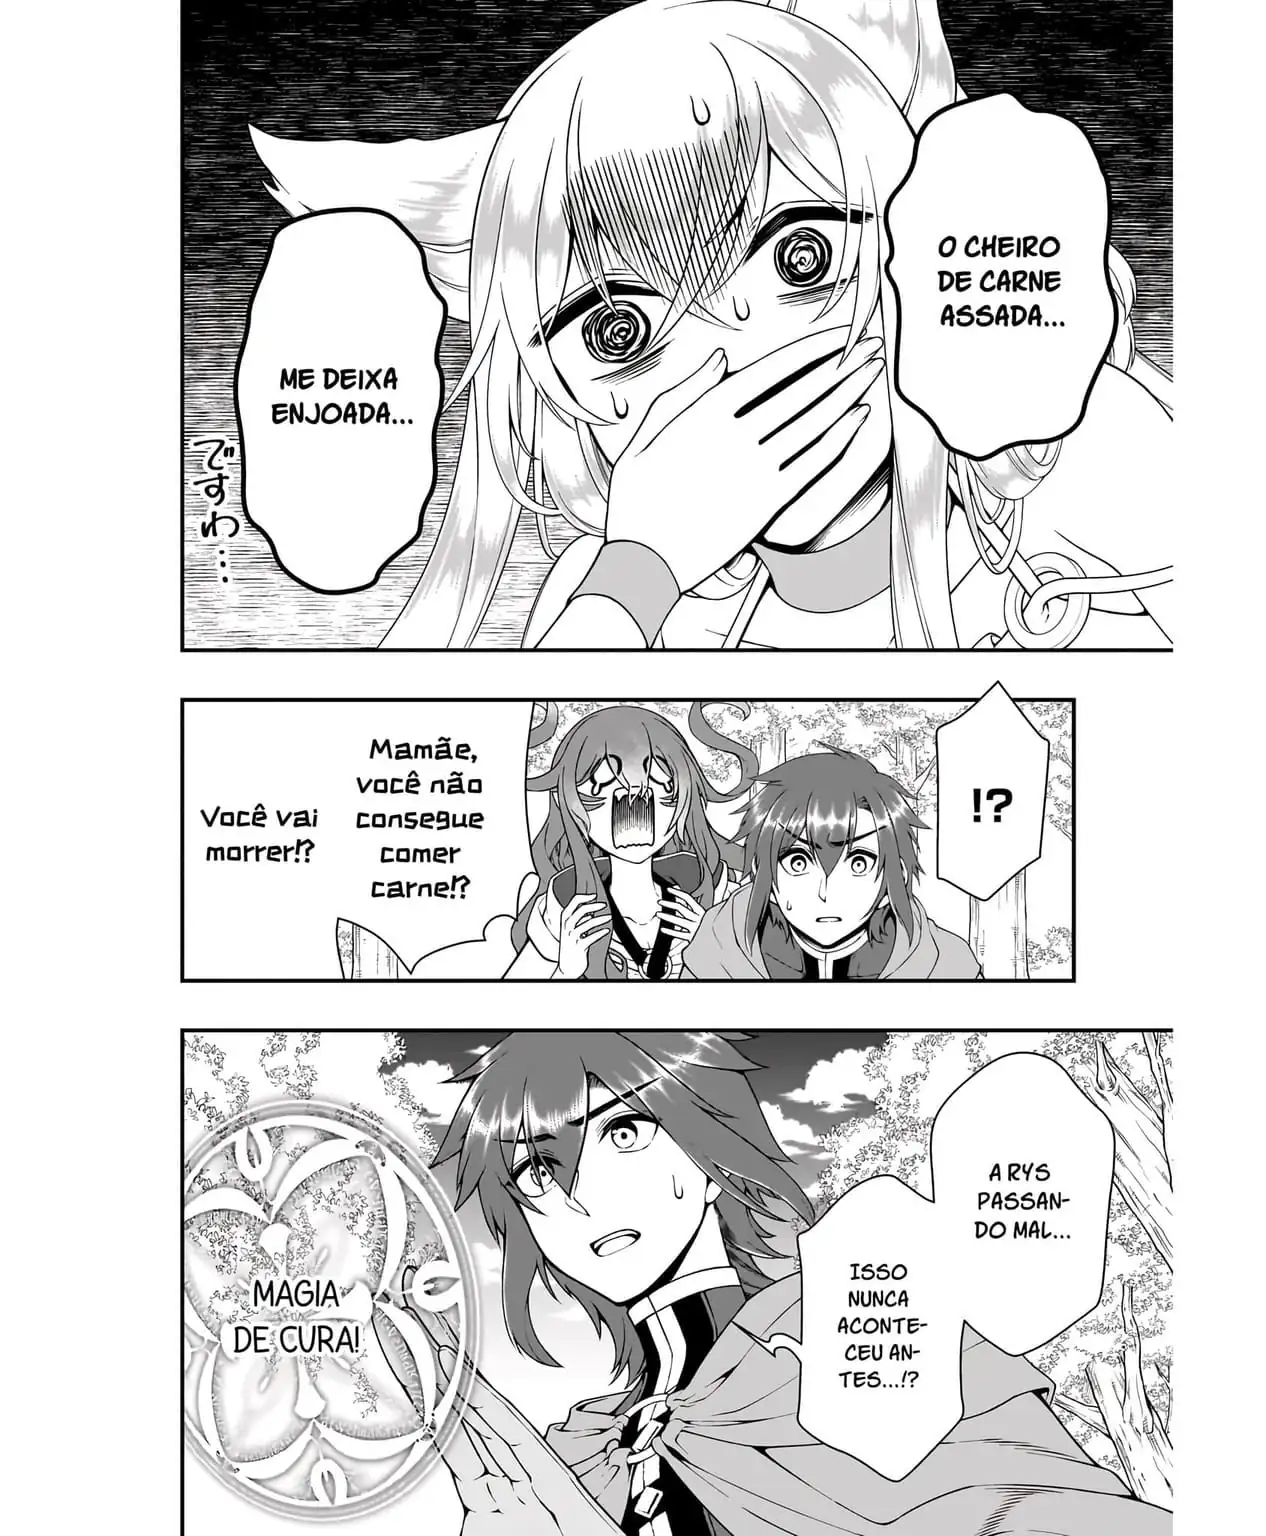 O CHEIRO
DE CARNE
ASSADA...
ME DEIXA
ENJOADA...
ですわ...
!?
Mamãe,
você não
consegue
comer
carne!?
Você vai
morrer!?
A RYS
PASSAN-
DO MAL...
ISSO
NUNCA
ACONTE-
CEU AN-
TES...!?
MAGIA
DE CURA!